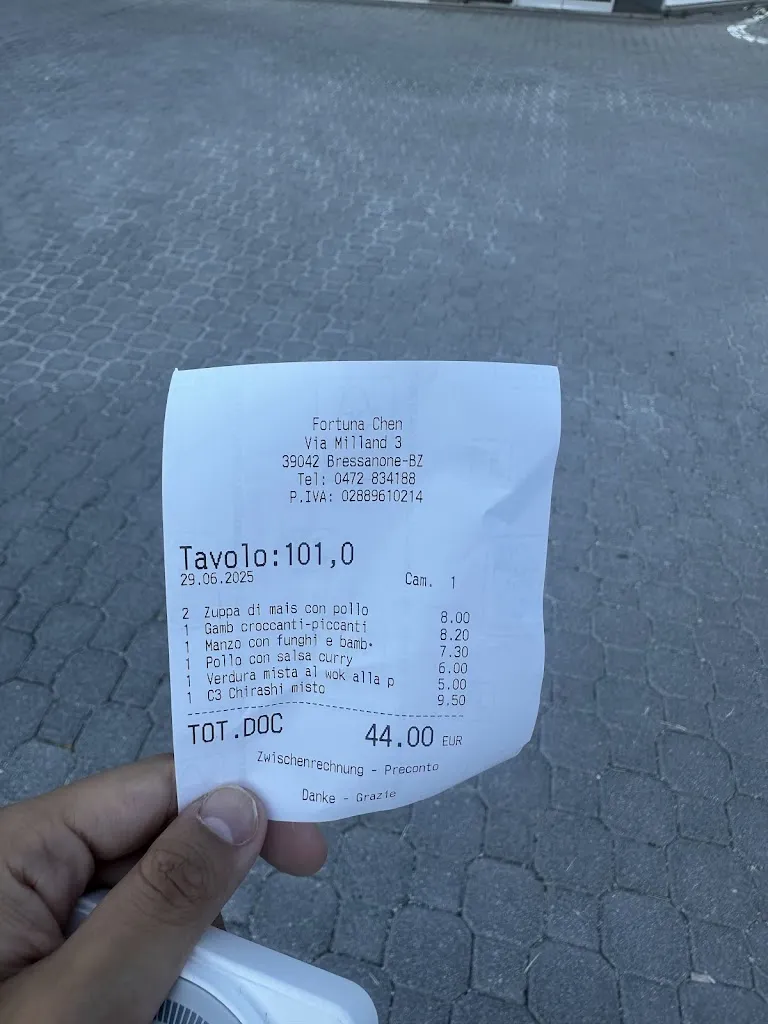 Fortuna Chen
Via Milland 3
39042 Bressanone-BZ
Tel: 0472 834188
P.IVA: 02889610214
Tavolo:101,0
29.06.2025 Cam. 1
2 Zuppa di mais con pollo 8.00
1 Gamb croccanti-piccanti 8.20
1 Manzo con funghi e bamb. 7.30
1 Pollo con salsa curry 6.00
1 Verdura mista al wok alla p 5.00
1 C3 Chirashi misto 9.50
TOT.DOC 44.00 EUR
Zwischenrechnung - Preconto
Danke - Grazie